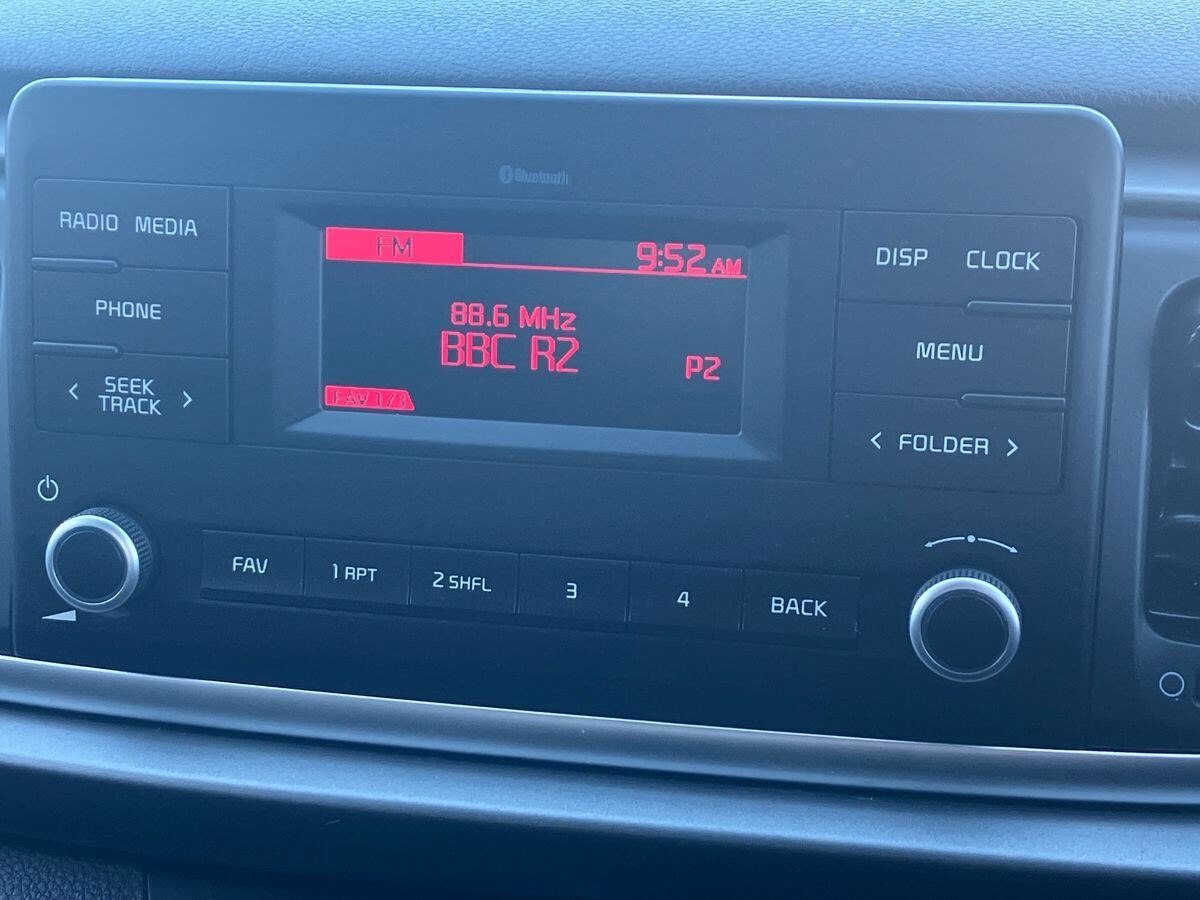 Bluetooth
RADIO MEDIA
PHONE
< SEEK TRACK >
FM
9:52 AM
88.6 MHz
BBC R2
P2
FAV 1/3
DISP CLOCK
MENU
< FOLDER >
FAV
1 RPT
2 SHFL
3
4
BACK